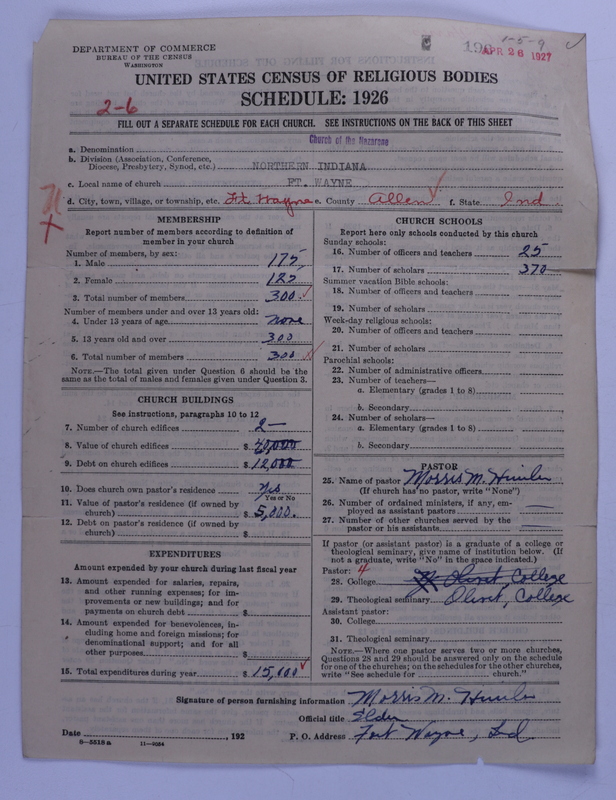 DEPARTMENT OF COMMERCE
BUREAU OF THE CENSUS
WASHINGTON
1-5-9
APR 26 1927
UNITED STATES CENSUS OF RELIGIOUS BODIES
SCHEDULE: 1926
2-6
FILL OUT A SEPARATE SCHEDULE FOR EACH CHURCH. SEE INSTRUCTIONS ON THE BACK OF THIS SHEET
a. Denomination Church of the Nazarene
b. Division (Association, Conference, Diocese, Presbytery, Synod, etc.) NORTHERN INDIANA
c. Local name of church FT. WAYNE
d. City, town, village, or township, etc. Ft. Wayne e. County Allen f. State Ind.
MEMBERSHIP
Report number of members according to definition of
member in your church
Number of members, by sex:
1. Male 175
2. Female 125
3. Total number of members 300
Number of members under and over 13 years old:
4. Under 13 years of age none
5. 13 years old and over 300
6. Total number of members 300
NOTE.—The total given under Question 6 should be the
same as the total of males and females given under Question 3.
CHURCH BUILDINGS
See instructions, paragraphs 10 to 12
7. Number of church edifices 2—
8. Value of church edifices $ 40,000
9. Debt on church edifices $ 12,000
10. Does church own pastor's residence Yes
Yes or No
11. Value of pastor's residence (if owned by
church) $ 5,000.
12. Debt on pastor's residence (if owned by
church) $
EXPENDITURES
Amount expended by your church during last fiscal year
13. Amount expended for salaries, repairs,
and other running expenses; for im-
provements or new buildings; and for
payments on church debt $
14. Amount expended for benevolences, in-
cluding home and foreign missions; for
denominational support; and for all
other purposes $
15. Total expenditures during year $ 15,000
CHURCH SCHOOLS
Report here only schools conducted by this church
Sunday schools:
16. Number of officers and teachers 25
17. Number of scholars 370
Summer vacation Bible schools:
18. Number of officers and teachers
19. Number of scholars
Week-day religious schools:
20. Number of officers and teachers
21. Number of scholars
Parochial schools:
22. Number of administrative officers
23. Number of teachers—
a. Elementary (grades 1 to 8)
b. Secondary
24. Number of scholars—
a. Elementary (grades 1 to 8)
b. Secondary
PASTOR
25. Name of pastor Morris M.
(If church has no pastor, write "None")
26. Number of ordained ministers, if any, em-
ployed as assistant pastors
27. Number of other churches served by the
pastor or his assistants
If pastor (or assistant pastor) is a graduate of a college or
theological seminary, give name of institution below. (If
not a graduate, write "No" in the space indicated.)
Pastor: 4
28. College Olivet College
29. Theological seminary Olivet, College
Assistant pastor:
30. College
31. Theological seminary
NOTE.—Where one pastor serves two or more churches,
Questions 28 and 29 should be answered only on the schedule
for one of the churches; on the schedules for the other churches,
write "See schedule for church."
Signature of person furnishing information Morris M.
Official title Elder
Date , 192 P. O. Address Fort Wayne, Ind
8—5518a 11—9054